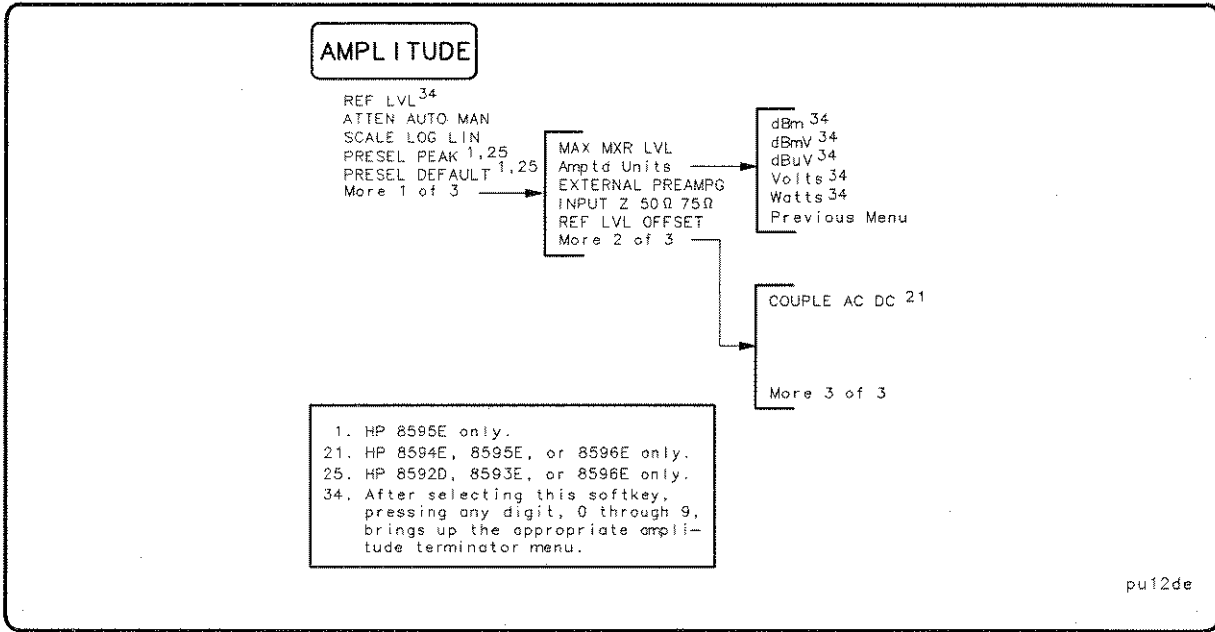 AMPLITUDE
REF LVL 34
ATTEN AUTO MAN
SCALE LOG LIN
PRESEL PEAK 1,25
PRESEL DEFAULT 1,25
More 1 of 3
MAX MXR LVL
Amptd Units
EXTERNAL PREAMPG
INPUT Z 50Ω 75Ω
REF LVL OFFSET
More 2 of 3
dBm 34
dBmV 34
dBuV 34
Volts 34
Watts 34
Previous Menu
COUPLE AC DC 21
More 3 of 3
1. HP 8595E only.
21. HP 8594E, 8595E, or 8596E only.
25. HP 8592D, 8593E, or 8596E only.
34. After selecting this softkey,
pressing any digit, 0 through 9,
brings up the appropriate ampli-
tude terminator menu.
pu12de